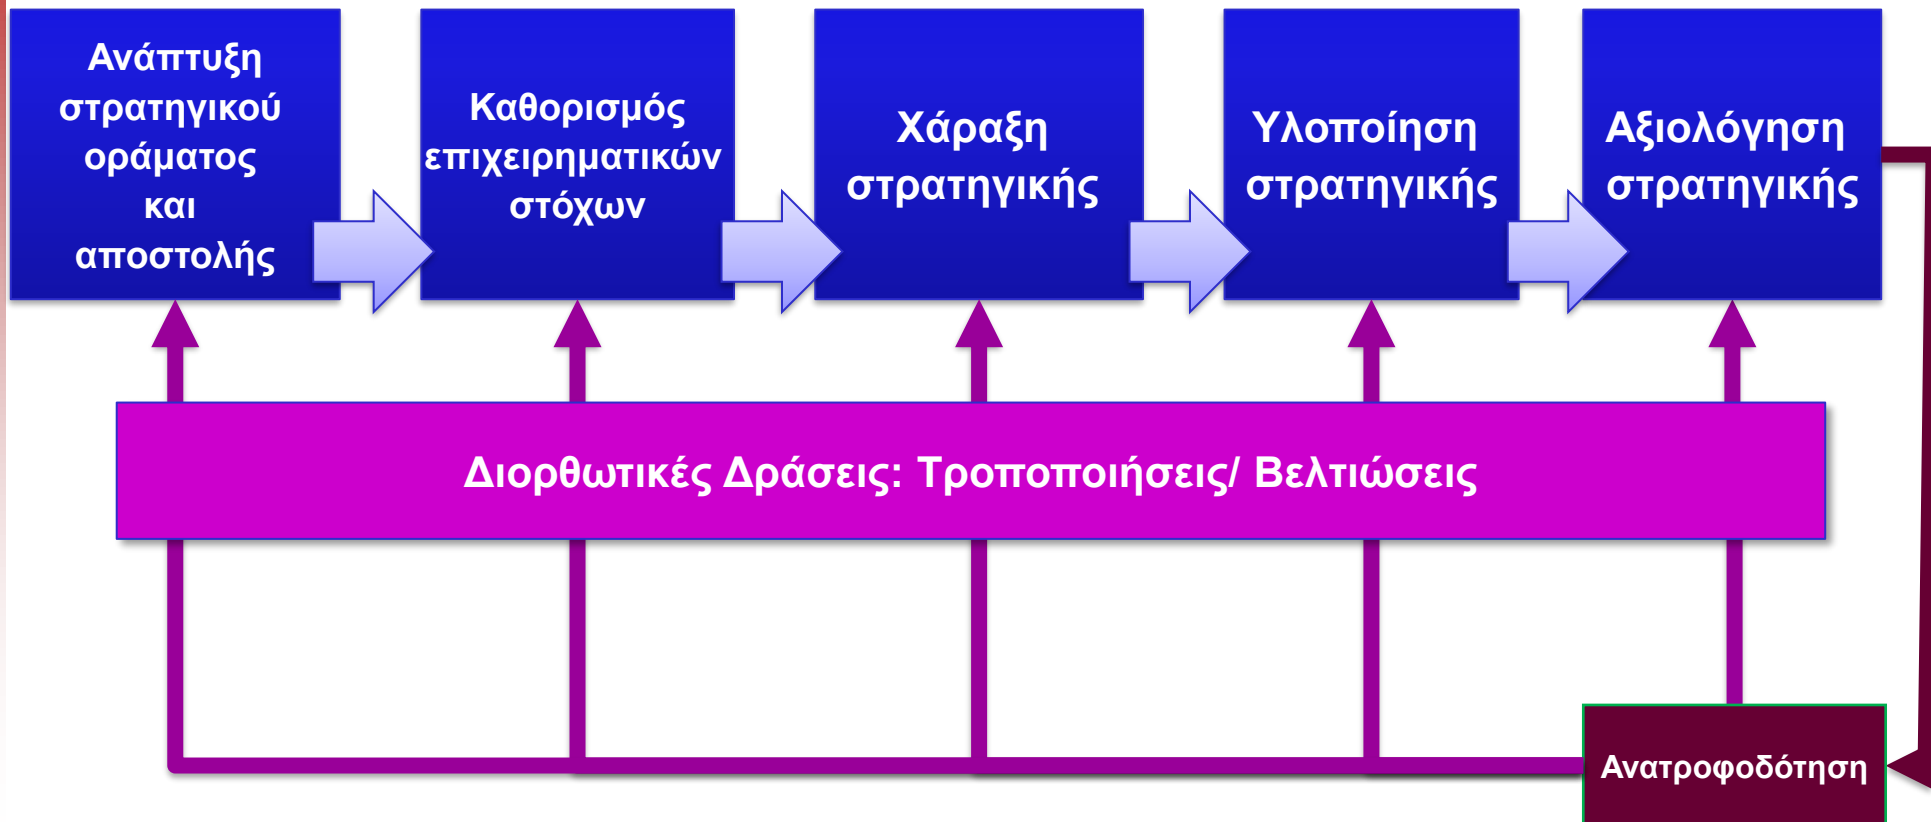 Ανάπτυξη
στρατηγικού
οράματος
και
αποστολής
Καθορισμός
επιχειρηματικών
στόχων
Χάραξη
στρατηγικής
Υλοποίηση
στρατηγικής
Αξιολόγηση
στρατηγικής
Διορθωτικές Δράσεις: Τροποποιήσεις/ Βελτιώσεις
Ανατροφοδότηση